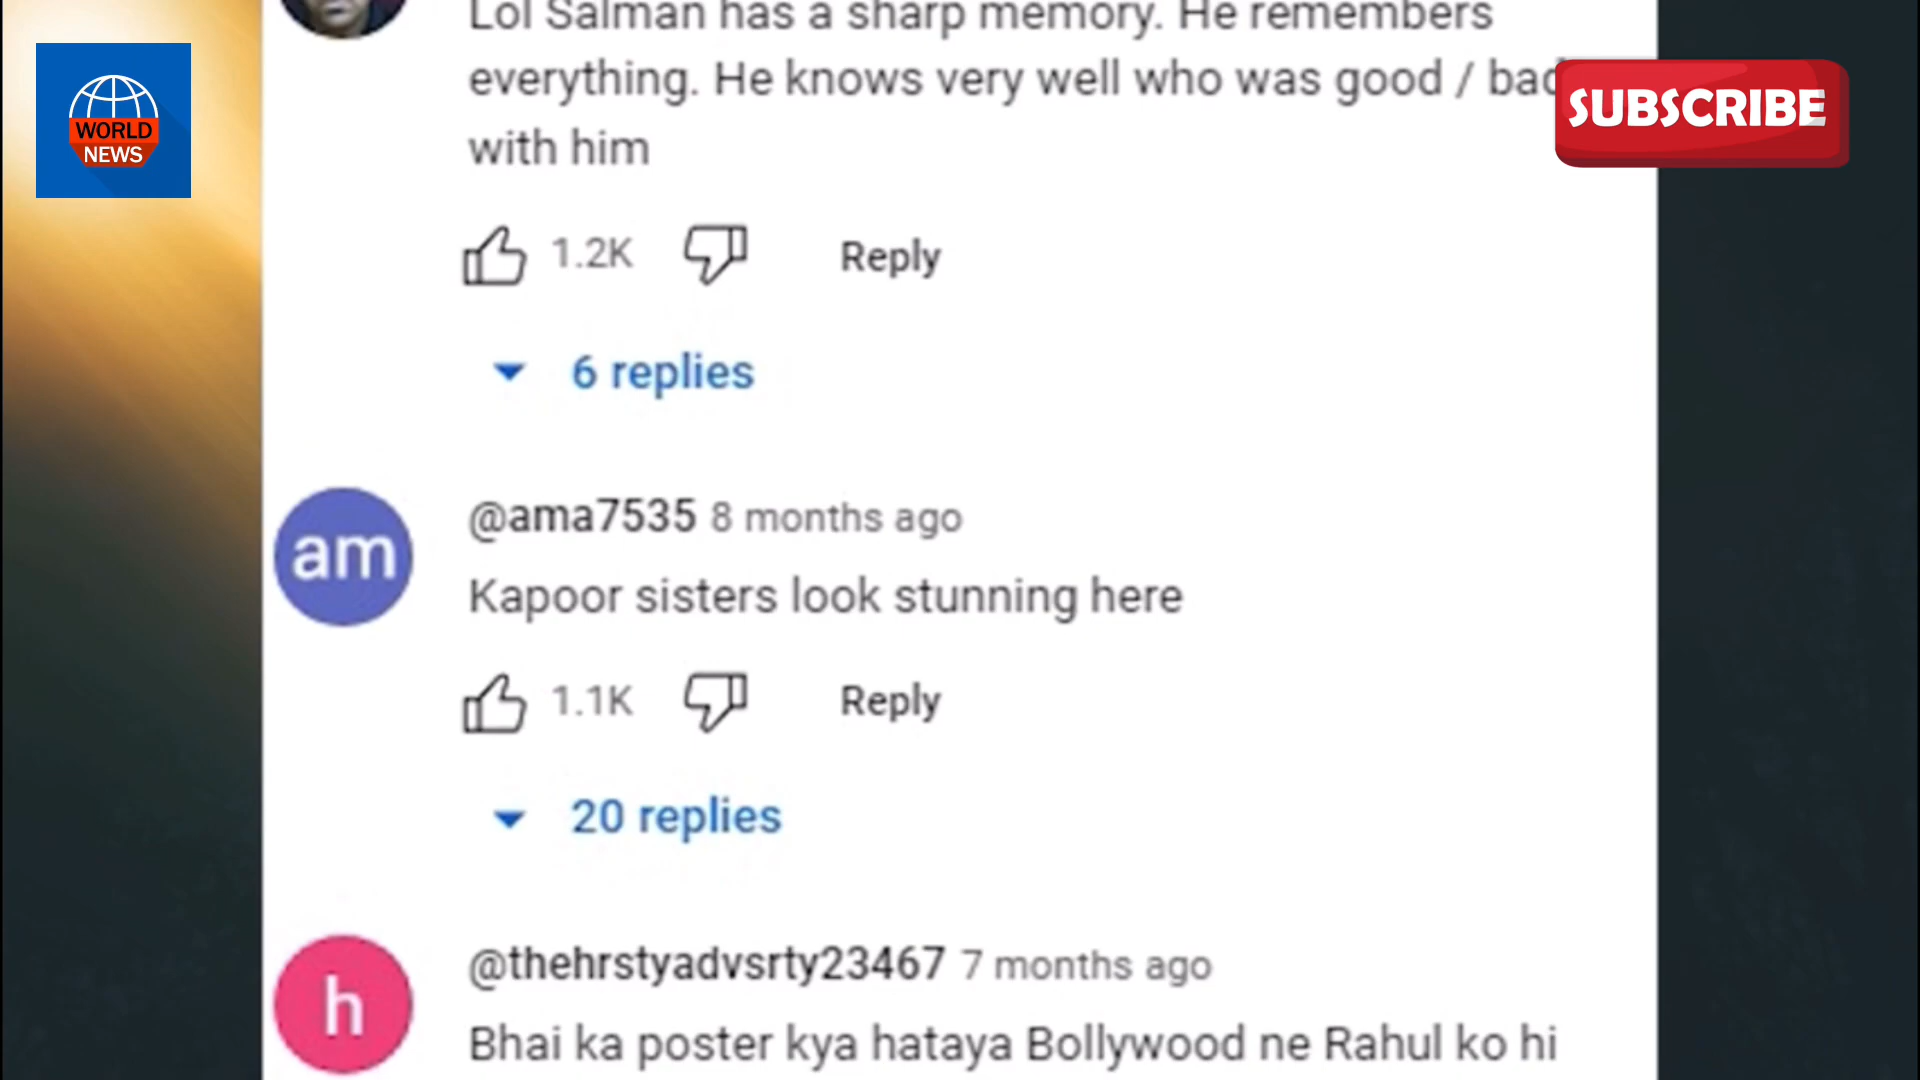 Lol Salman has a sharp memory. He remembers
everything. He knows very well who was good / bad
with him
WORLD
NEWS
SUBSCRIBE
1.2K Reply
6 replies
am
@ama7535 8 months ago
Kapoor sisters look stunning here
1.1K Reply
20 replies
h
@thehrstyadvsrty23467 7 months ago
Bhai ka poster kya hataya Bollywood ne Rahul ko hi